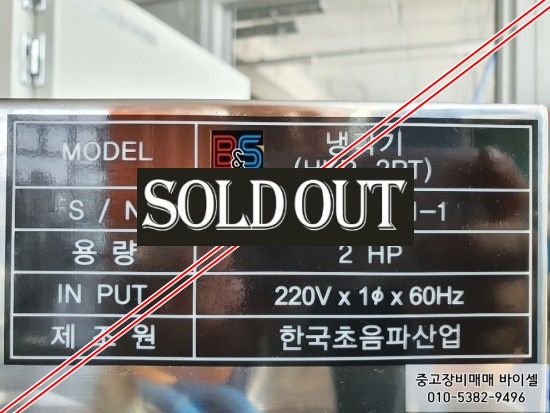 MODEL
냉각기
B&S
2PT)
S / N
SOLD OUT
-1
용 량
2 HP
IN PUT
220V x 1ϕ x 60Hz
제 조 원
한국초음파산업
중고장비매매 바이셀
010-5382-9496